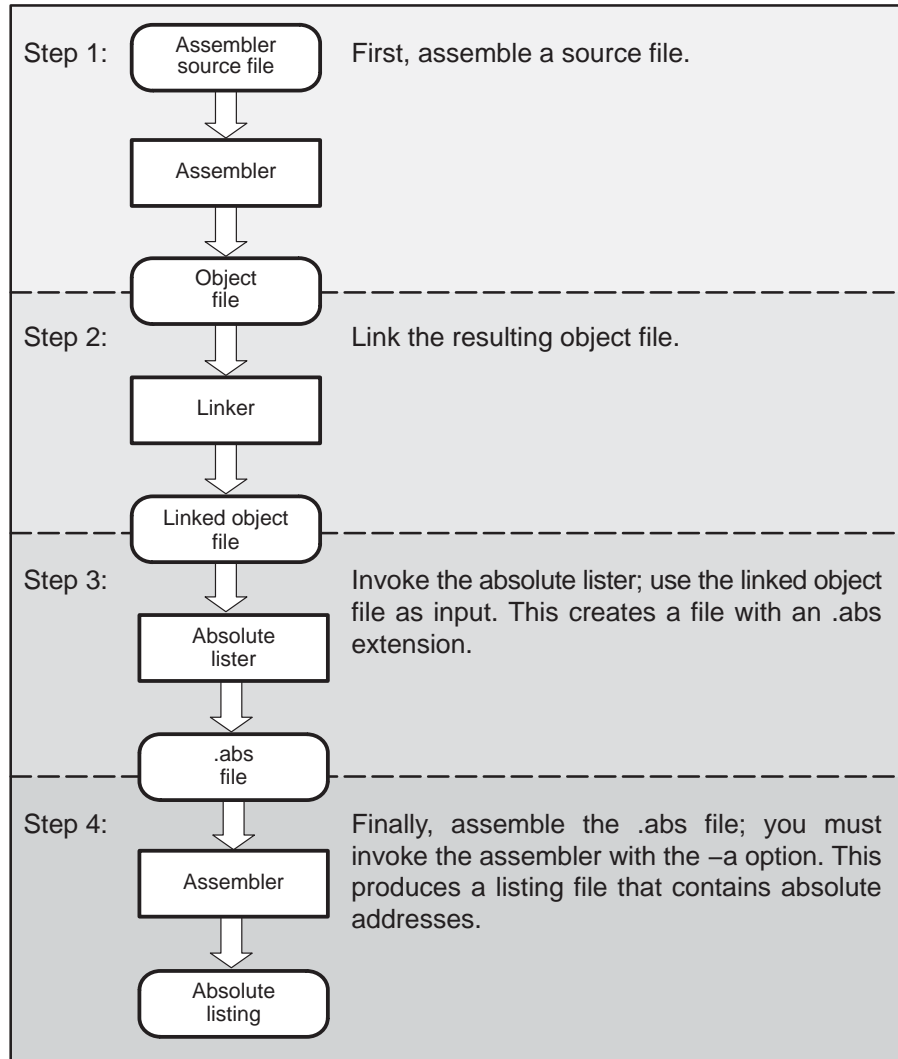 Step 1:
Assembler
source file
First, assemble a source file.
Assembler
Object
file
Step 2:
Link the resulting object file.
Linker
Linked object
file
Step 3:
Invoke the absolute lister; use the linked object
file as input. This creates a file with an .abs
extension.
Absolute
lister
.abs
file
Step 4:
Finally, assemble the .abs file; you must
invoke the assembler with the –a option. This
produces a listing file that contains absolute
addresses.
Assembler
Absolute
listing